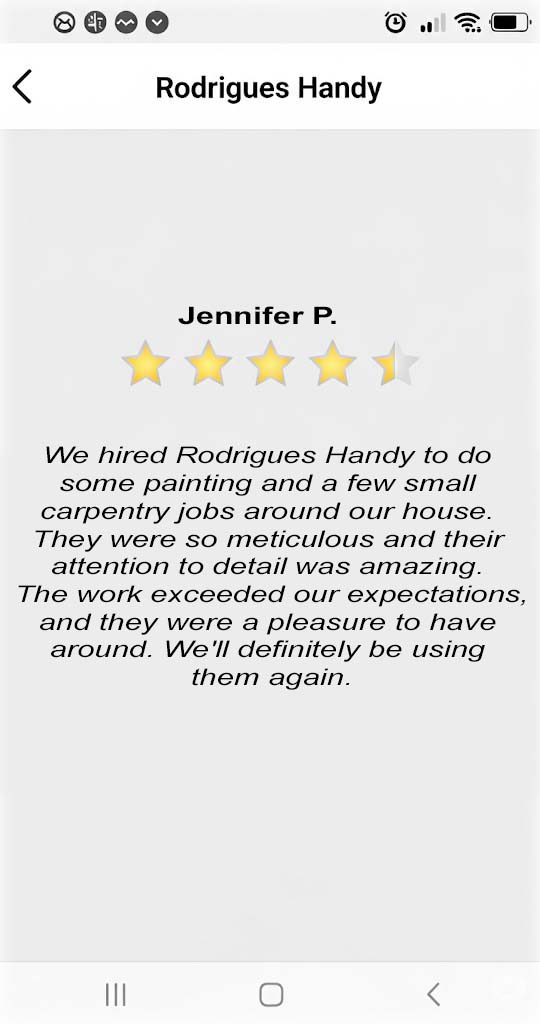 Rodrigues Handy
Jennifer P.
We hired Rodrigues Handy to do
some painting and a few small
carpentry jobs around our house.
They were so meticulous and their
attention to detail was amazing.
The work exceeded our expectations,
and they were a pleasure to have
around. We'll definitely be using
them again.